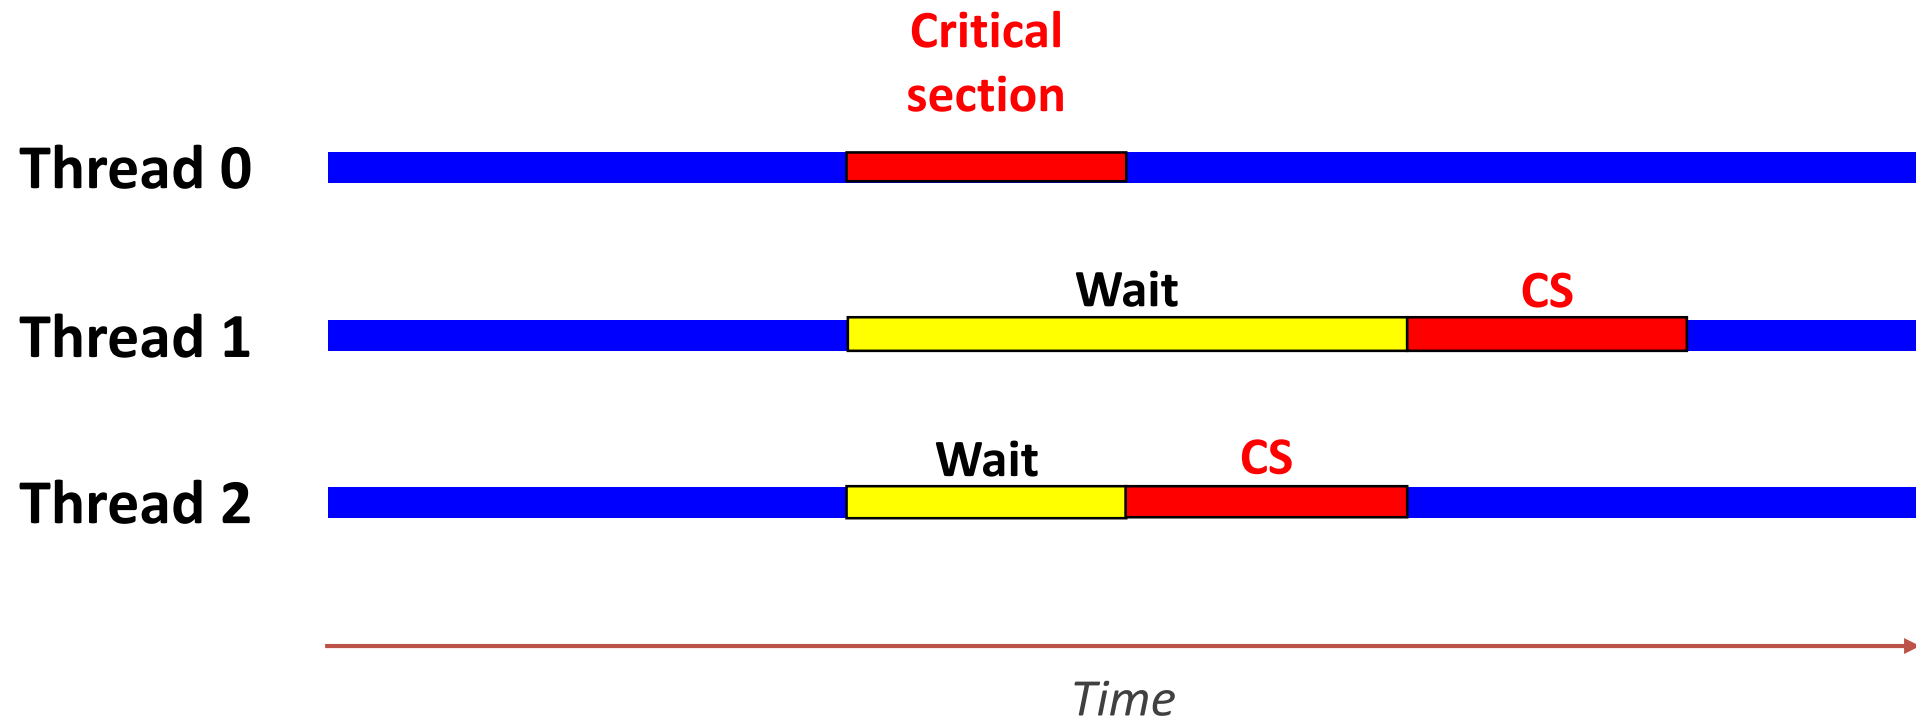 Critical
section
Thread 0
Wait
CS
Thread 1
Wait
CS
Thread 2
Time